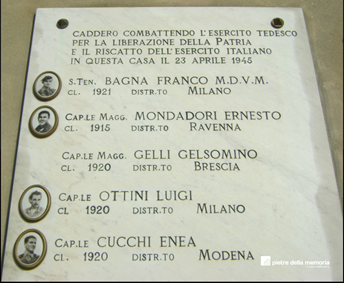 CADDERO COMBATTENDO L'ESERCITO TEDESCO
PER LA LIBERAZIONE DELLA PATRIA
E IL RISCATTO DELL'ESERCITO ITALIANO
IN QUESTA CASA IL 23 APRILE 1945
S.TEN. BAGNA FRANCO M.D.V.M.
CL. 1921 DISTR.TO MILANO
CAP.LE MAGG. MONDADORI ERNESTO
CL. 1915 DISTR.TO RAVENNA
CAP.LE MAGG. GELLI GELSOMINO
CL. 1920 DISTR.TO BRESCIA
CAP.LE OTTINI LUIGI
CL 1920 DISTR.TO MILANO
CAP.LE CUCCHI ENEA
CL. 1920 DISTR.TO MODENA
pietre della memoria